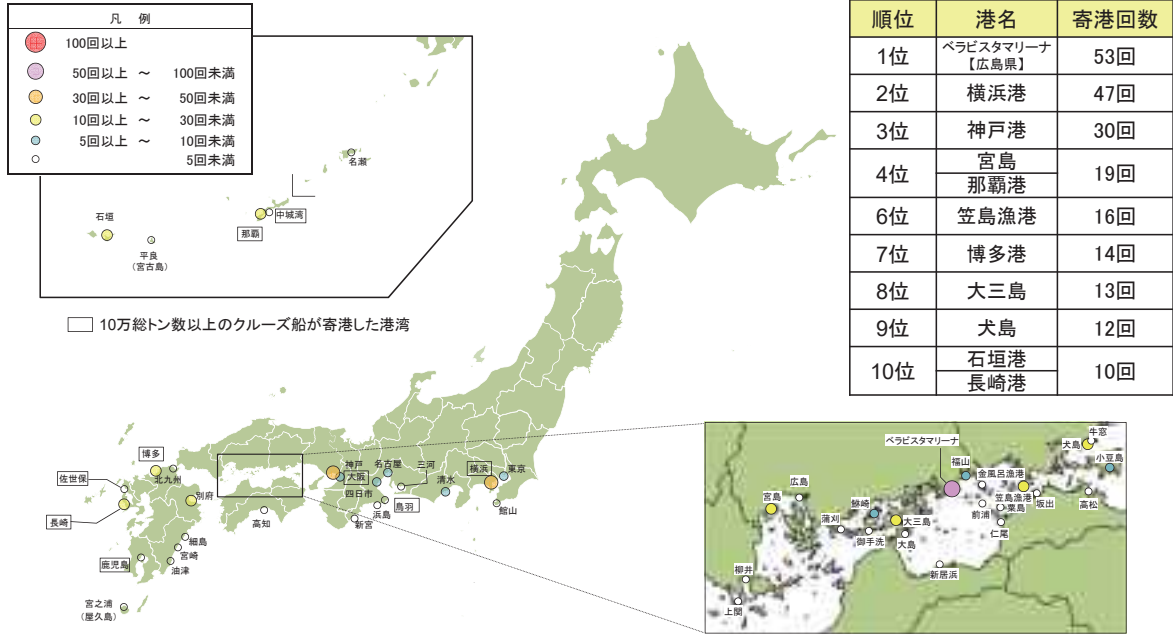 凡 例
100回以上
50回以上 ～ 100回未満
30回以上 ～ 50回未満
10回以上 ～ 30回未満
5回以上 ～ 10回未満
5回未満
名瀬
中城湾
那覇
石垣
平良
(宮古島)
10万総トン数以上のクルーズ船が寄港した港湾
順位 港名 寄港回数
1位 ベラビスタマリーナ 53回
【広島県】
2位 横浜港 47回
3位 神戸港 30回
4位 宮島 19回
那覇港
6位 笠島漁港 16回
7位 博多港 14回
8位 大三島 13回
9位 犬島 12回
10位 石垣港 10回
長崎港
博多
北九州
佐世保
別府
長崎
細島
宮崎
油津
鹿児島
宮之浦
(屋久島)
高知
神戸
大阪
名古屋
四日市
三河
鳥羽
浜島
新宮
清水
横浜
東京
館山
ベラビスタマリーナ
福山
金風呂漁港
犬島
牛窓
小豆島
広島
宮島
鮴崎
大三島
蒲刈
御手洗
大島
前浦
笠島漁港
粟島
坂出
仁尾
高松
新居浜
柳井
上関